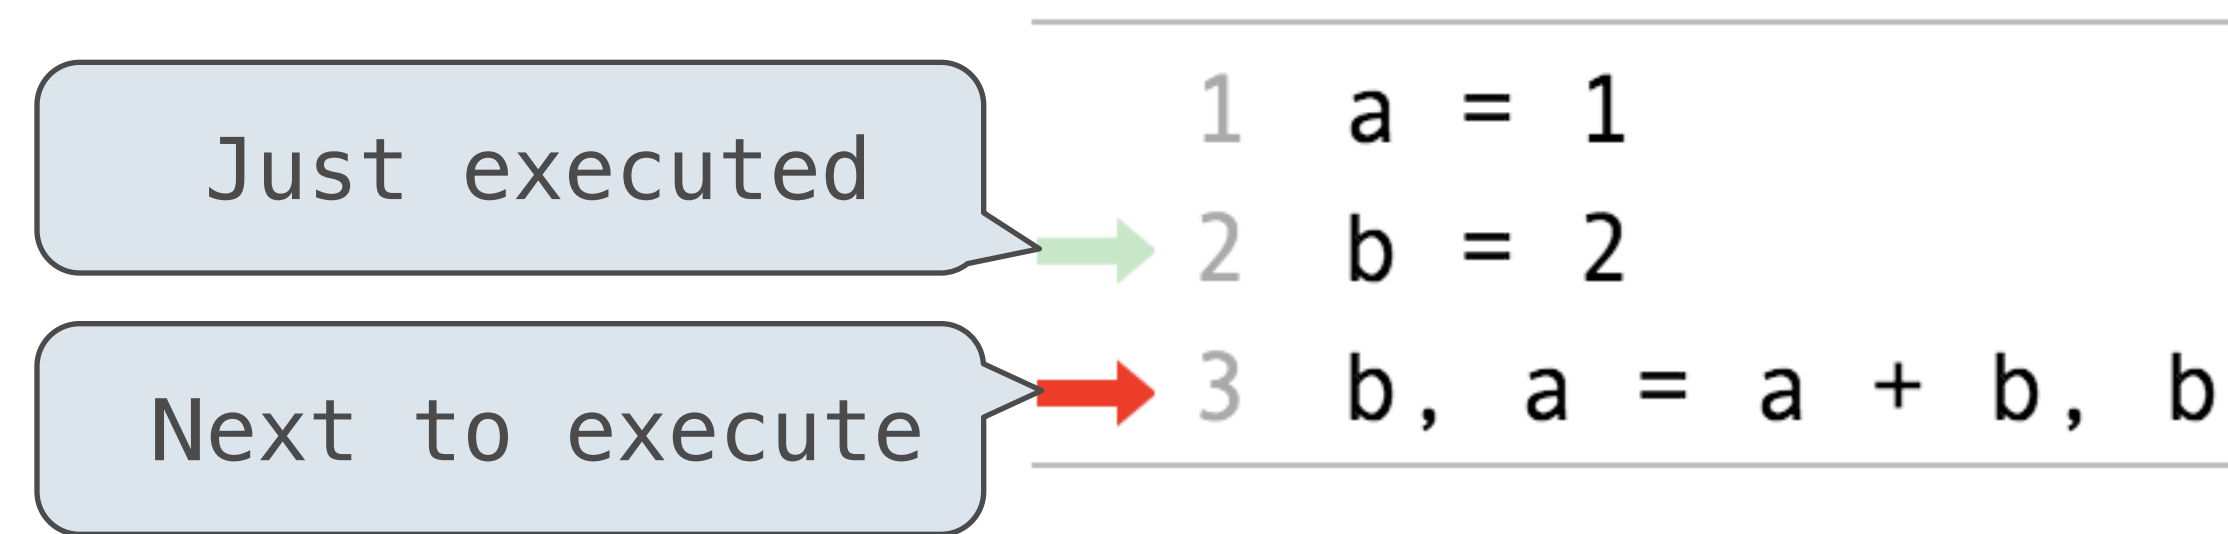 Just executed
Next to execute
1 a = 1
2 b = 2
3 b, a = a + b, b